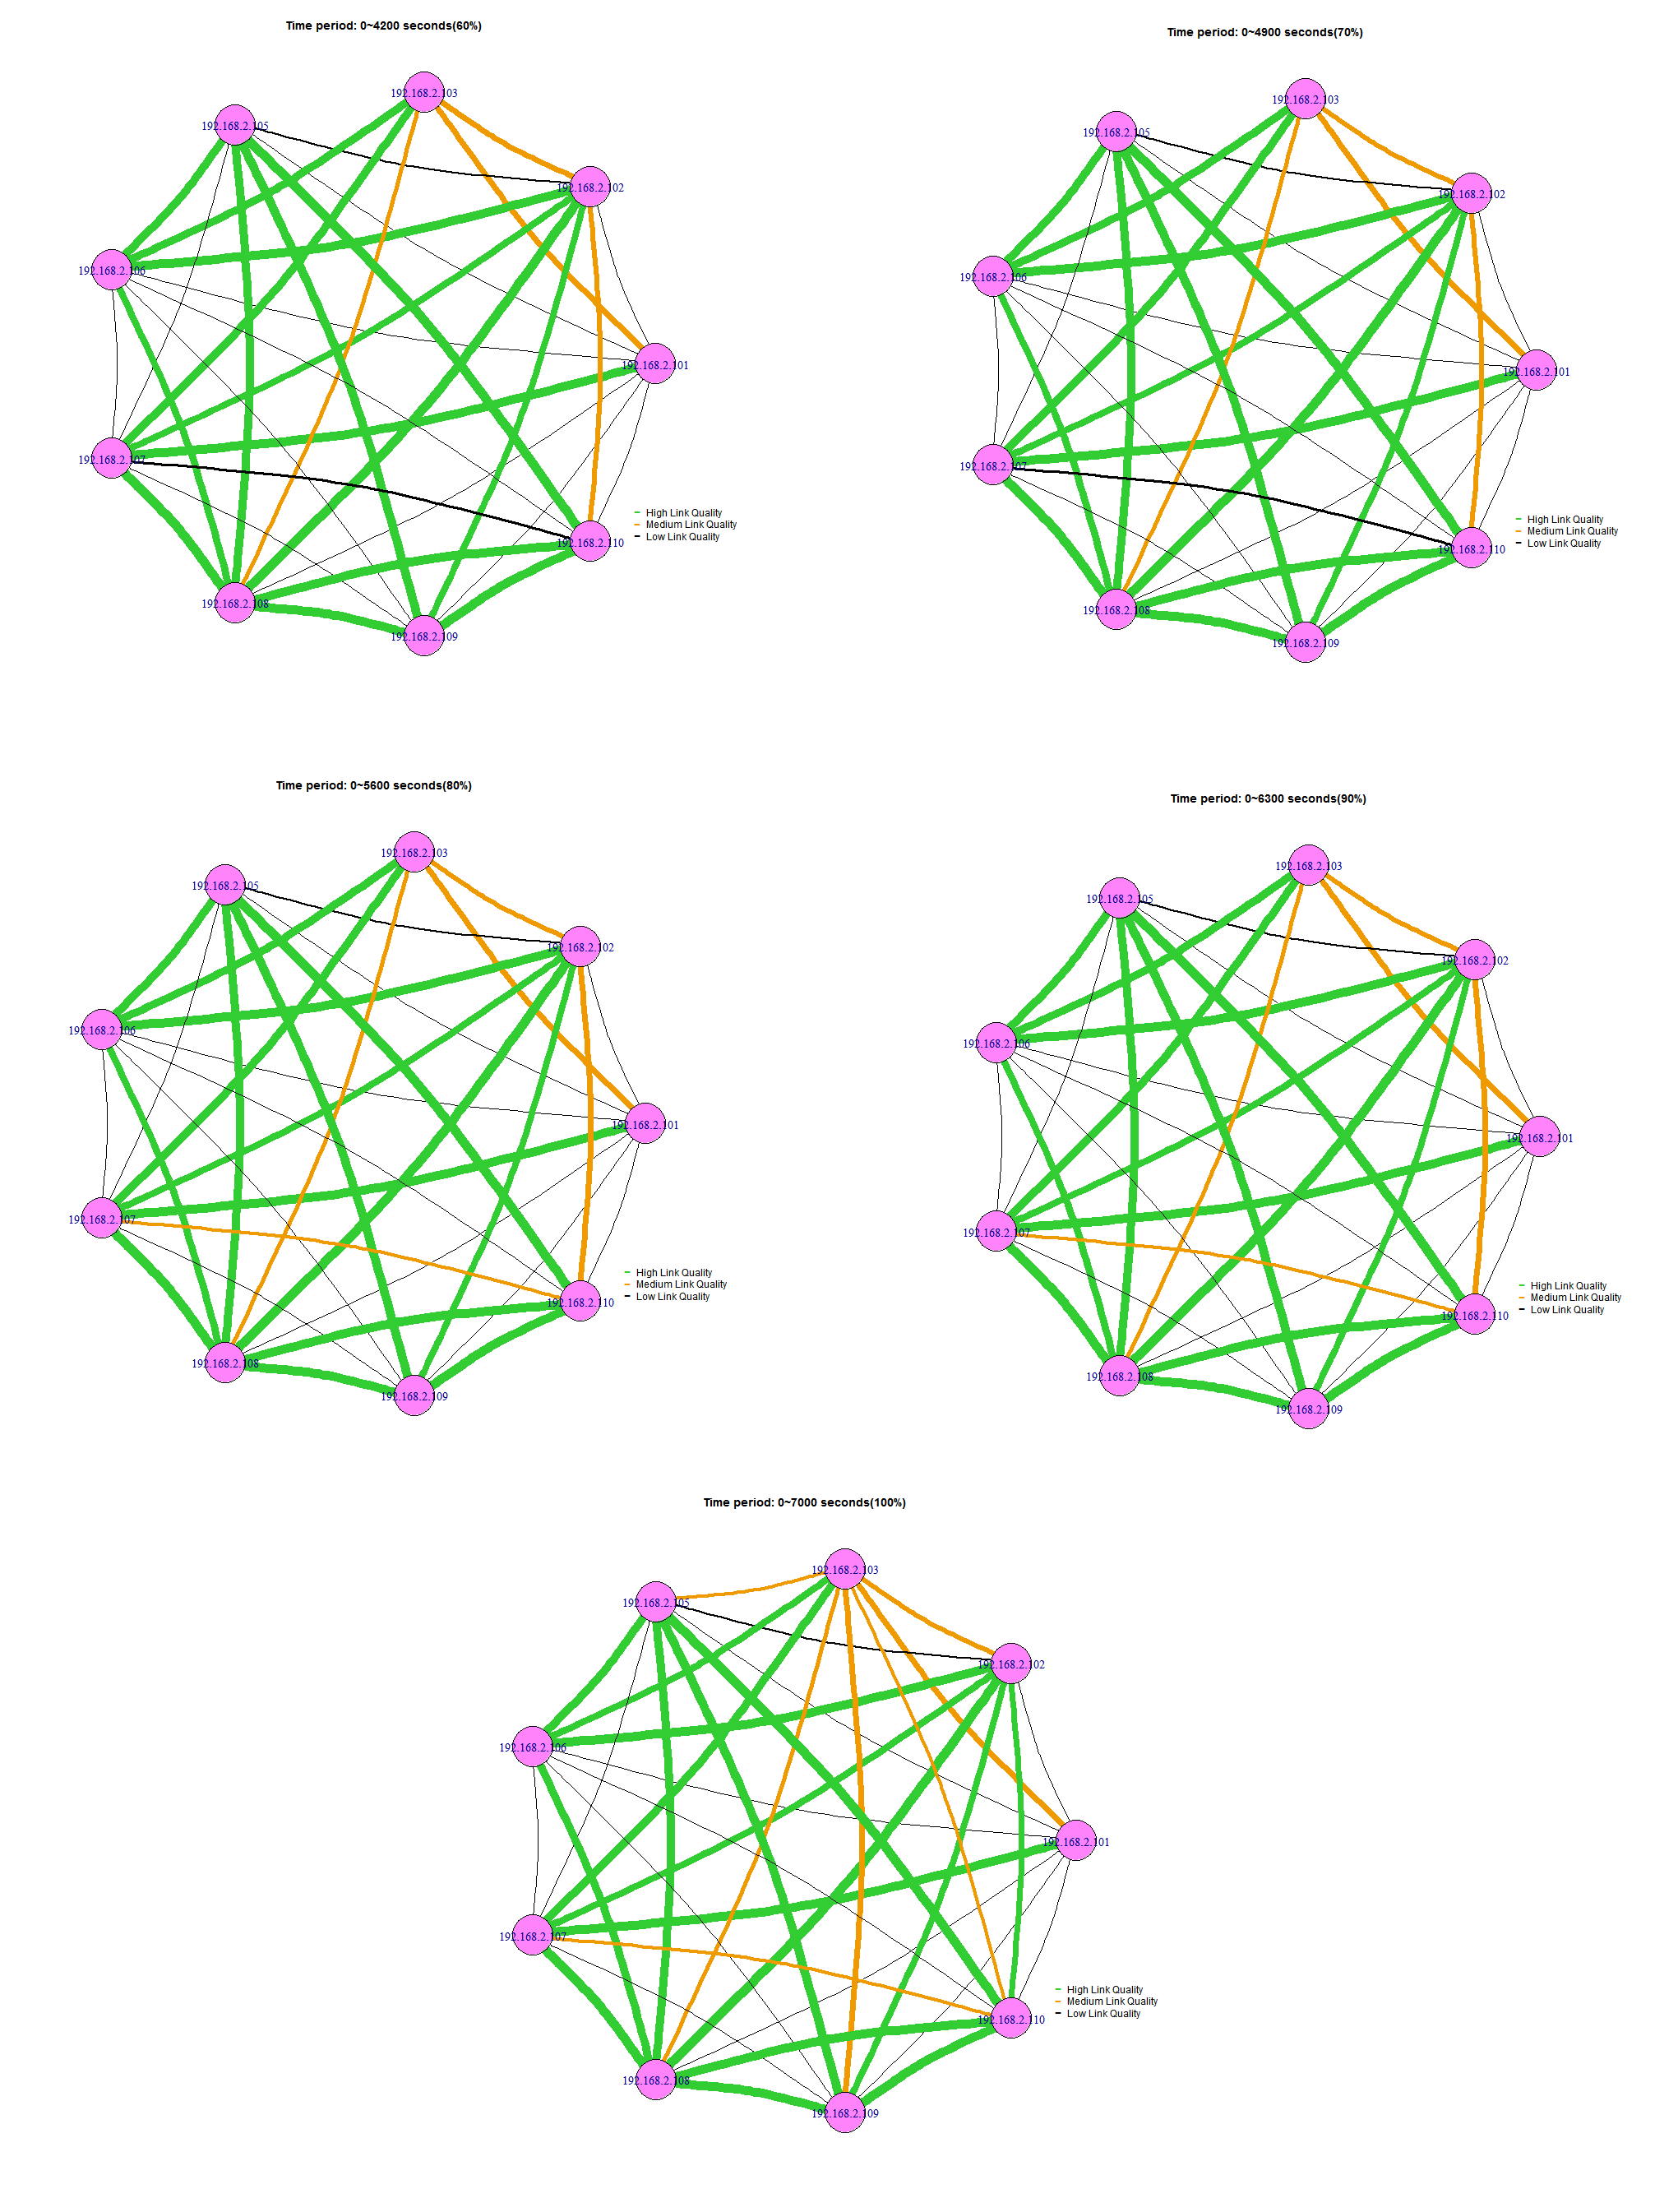 Time period: 0~4200 seconds(60%)
192.168.2.103
192.168.2.105
192.168.2.102
192.168.2.106
192.168.2.101
192.168.2.107
192.168.2.110
192.168.2.108
192.168.2.109
High Link Quality
Medium Link Quality
Low Link Quality
Time period: 0~4900 seconds(70%)
192.168.2.103
192.168.2.105
192.168.2.102
192.168.2.106
192.168.2.101
192.168.2.107
192.168.2.110
192.168.2.108
192.168.2.109
High Link Quality
Medium Link Quality
Low Link Quality
Time period: 0~5600 seconds(80%)
192.168.2.103
192.168.2.105
192.168.2.102
192.168.2.106
192.168.2.101
192.168.2.107
192.168.2.110
192.168.2.108
192.168.2.109
High Link Quality
Medium Link Quality
Low Link Quality
Time period: 0~6300 seconds(90%)
192.168.2.103
192.168.2.105
192.168.2.102
192.168.2.106
192.168.2.101
192.168.2.107
192.168.2.110
192.168.2.108
192.168.2.109
High Link Quality
Medium Link Quality
Low Link Quality
Time period: 0~7000 seconds(100%)
192.168.2.103
192.168.2.105
192.168.2.102
192.168.2.106
192.168.2.101
192.168.2.107
192.168.2.110
192.168.2.108
192.168.2.109
High Link Quality
Medium Link Quality
Low Link Quality